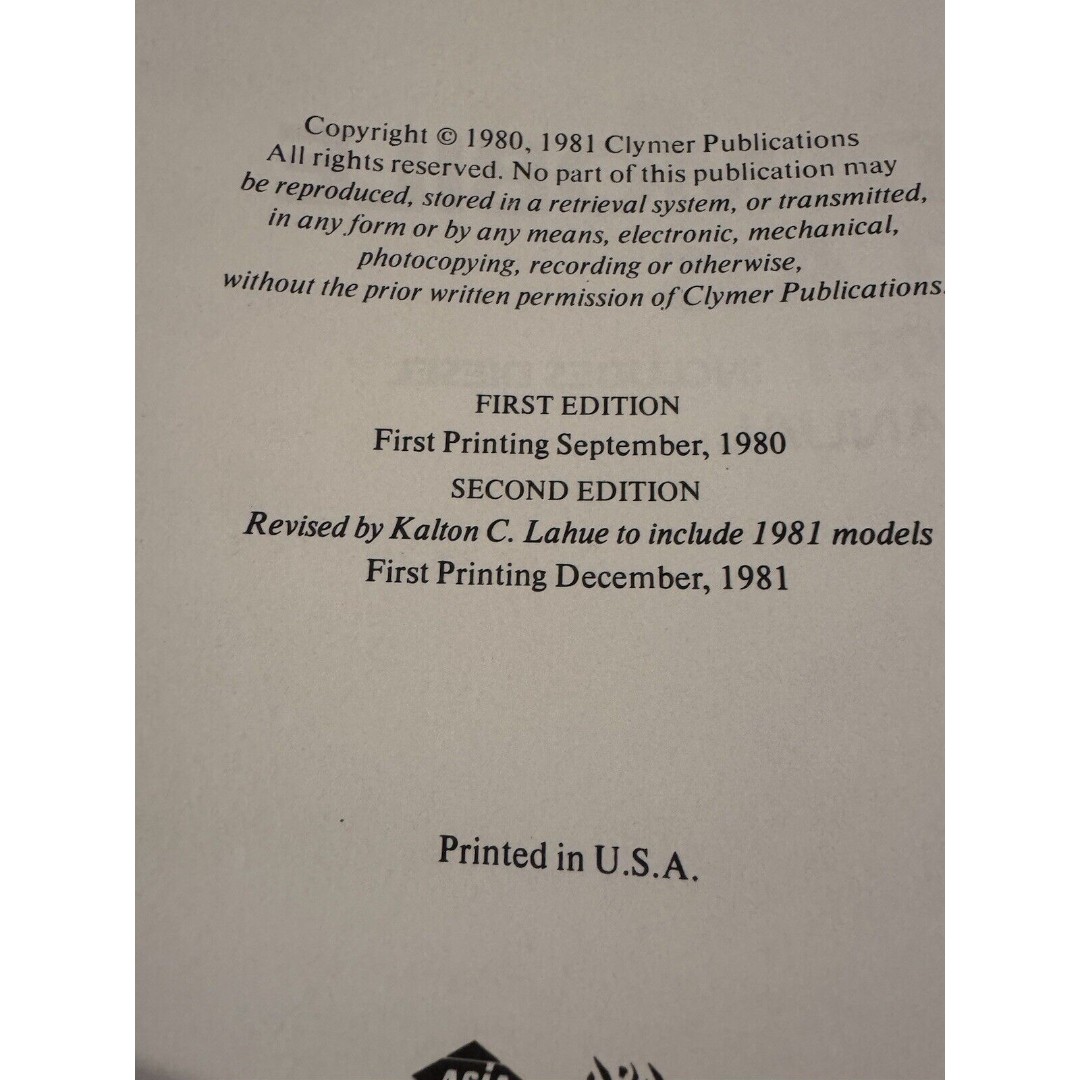 Copyright © 1980, 1981 Clymer Publications
All rights reserved. No part of this publication may
be reproduced, stored in a retrieval system, or transmitted,
in any form or by any means, electronic, mechanical,
photocopying, recording or otherwise,
without the prior written permission of Clymer Publications.
INCLUDES DIESEL
FIRST EDITION
First Printing September, 1980
SECOND EDITION
Revised by Kalton C. Lahue to include 1981 models
First Printing December, 1981
Printed in U.S.A.